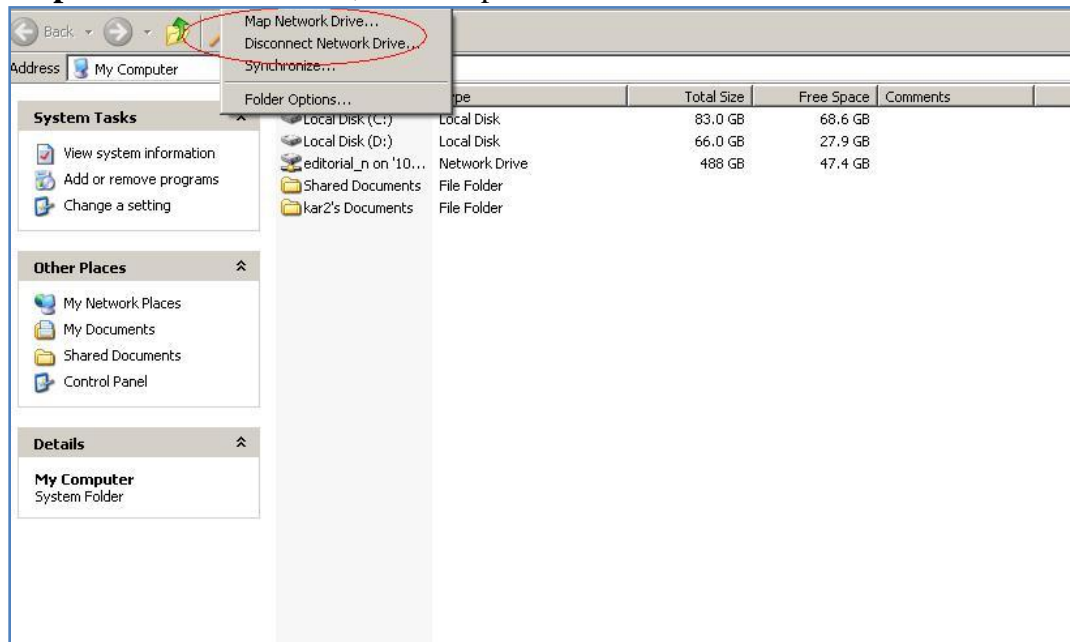 Map Network Drive...
Disconnect Network Drive...
Synchronize...
Folder Options...
Back
Address My Computer
Total Size Free Space Comments
System Tasks
View system information
Add or remove programs
Change a setting
Local Disk (C:) Local Disk 83.0 GB 68.6 GB
Local Disk (D:) Local Disk 66.0 GB 27.9 GB
editorial_n on '10... Network Drive 488 GB 47.4 GB
Shared Documents File Folder
kar2's Documents File Folder
Other Places
My Network Places
My Documents
Shared Documents
Control Panel
Details
My Computer
System Folder